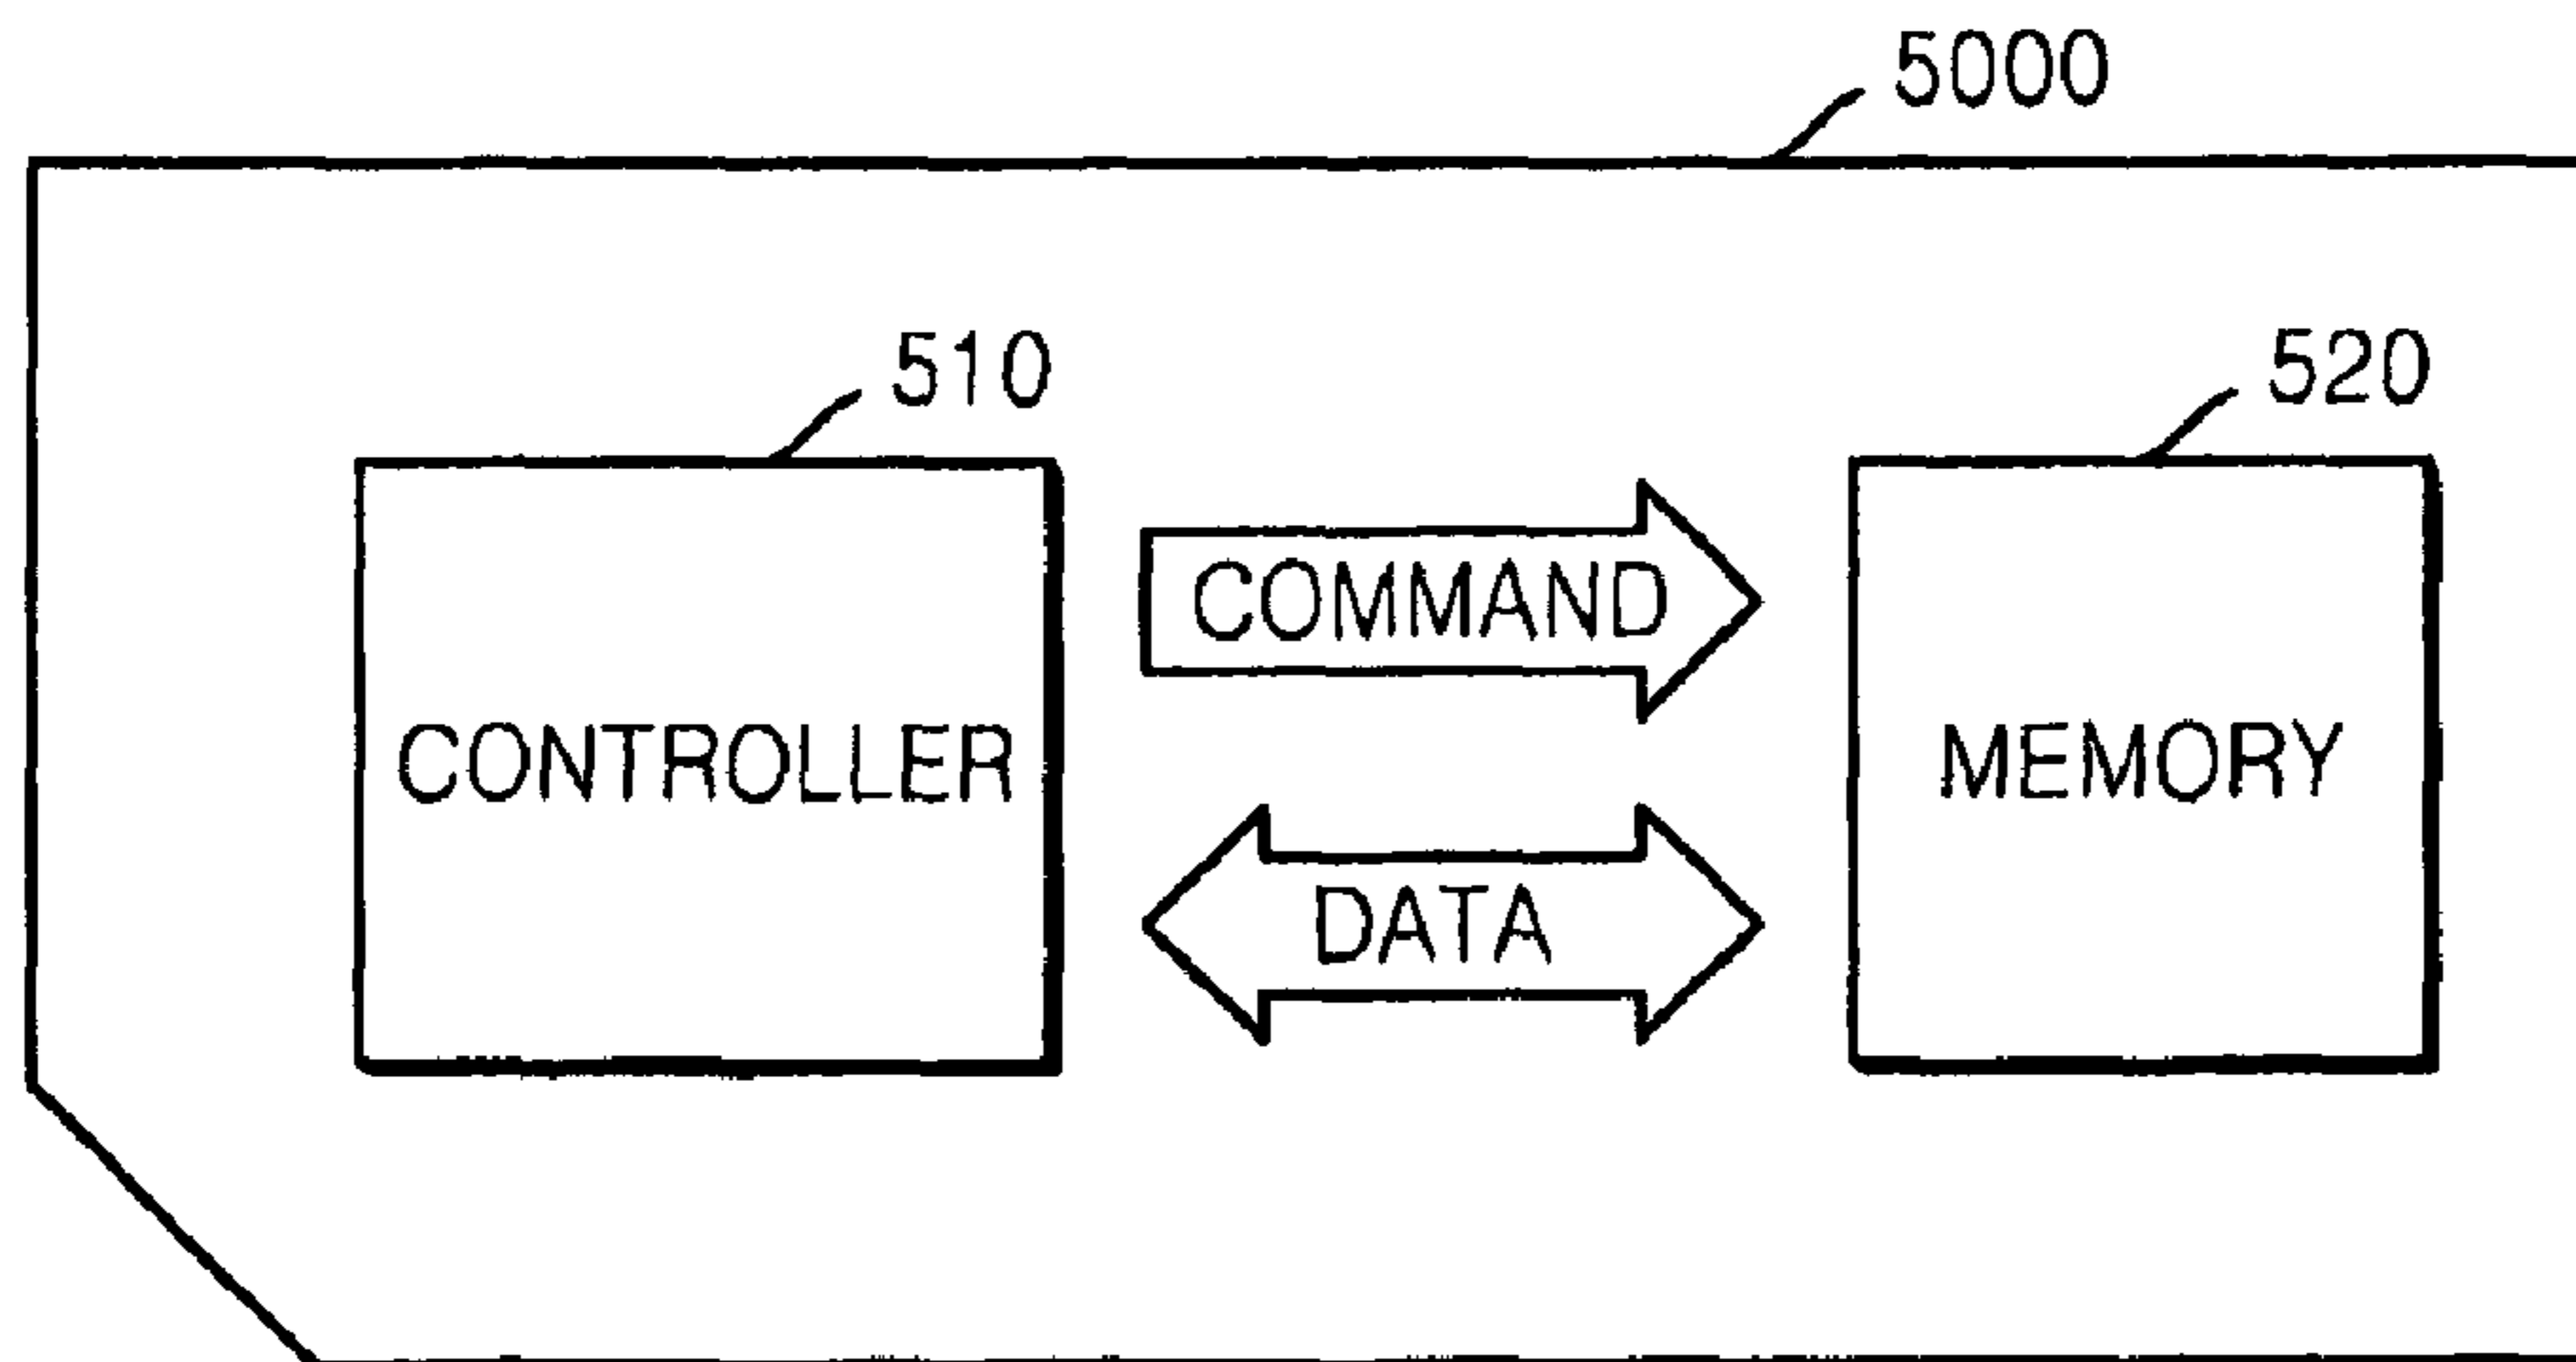 5000
510
520
COMMAND
CONTROLLER
MEMORY
DATA